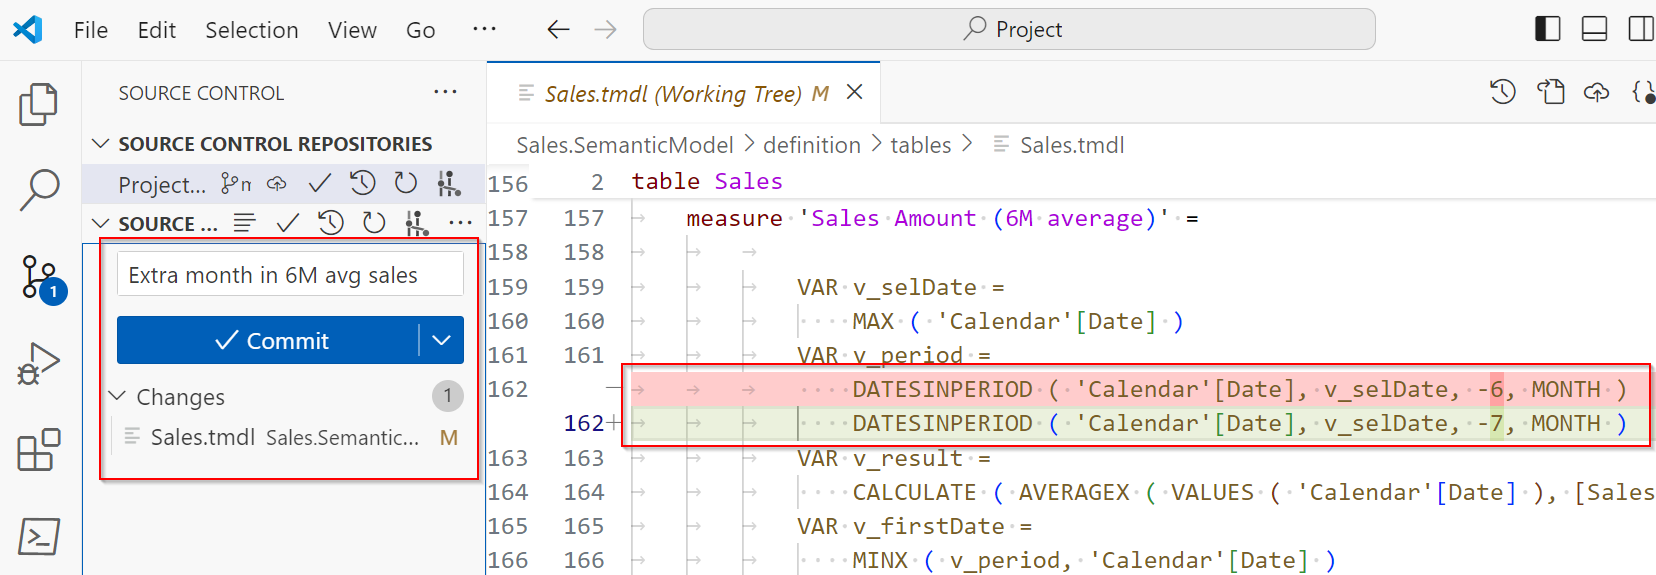 File Edit Selection View Go ··· Project
SOURCE CONTROL ···
Sales.tmdl (Working Tree) M
SOURCE CONTROL REPOSITORIES
Sales.SemanticModel > definition > tables > Sales.tmdl
Project...
156 2 table Sales
SOURCE ...
157 157 measure 'Sales Amount (6M average)' =
158 158
Extra month in 6M avg sales
159 159 VAR v_selDate =
160 160 MAX ( 'Calendar'[Date] )
Commit
161 161 VAR v_period =
162 DATESINPERIOD ( 'Calendar'[Date], v_selDate, -6, MONTH )
Changes 1
162 DATESINPERIOD ( 'Calendar'[Date], v_selDate, -7, MONTH )
Sales.tmdl Sales.Semantic... M
163 163 VAR v_result =
164 164 CALCULATE ( AVERAGEX ( VALUES ( 'Calendar'[Date] ), [Sales
165 165 VAR v_firstDate =
166 166 MINX ( v_period, 'Calendar'[Date] )
1